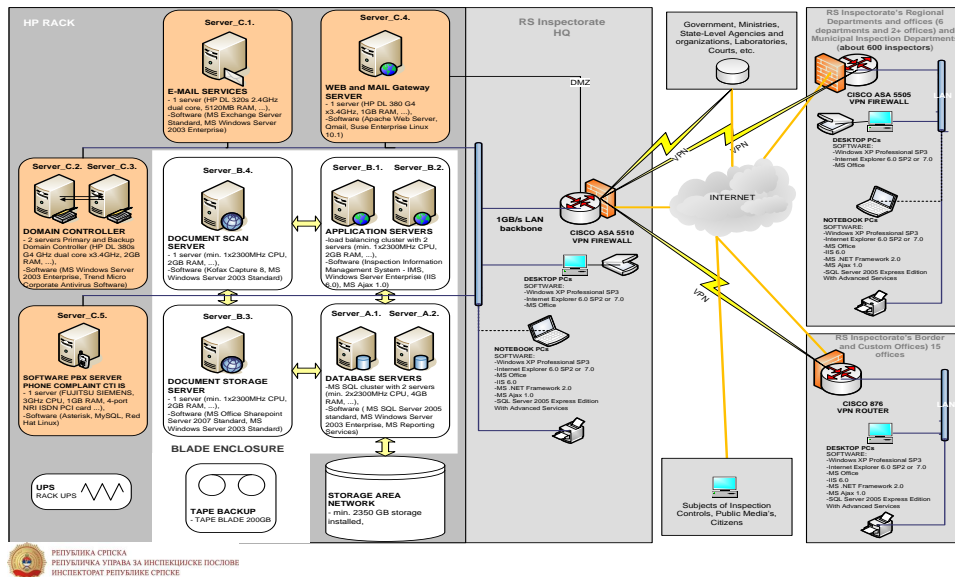 HP RACK
Server_C.1.
E-MAIL SERVICES
- 1 server (HP DL 320s 2.4GHz
dual core, 5120MB RAM, ...),
-Software (MS Exchange Server
Standard, MS Windows Server
2003 Enterprise)
Server_C.4.
WEB and MAIL Gateway
SERVER
- 1 server (HP DL 380 G4
x3.4GHz, 1GB RAM, ...),
-Software (Apache Web Server,
Qmail, Suse Enterprise Linux
10.1)
Server_C.2. Server_C.3.
DOMAIN CONTROLLER
- 2 servers Primary and Backup
Domain Controller (HP DL 380s
G4 GHz dual core x3.4GHz, 2GB
RAM, ...),
-Software (MS Windows Server
2003 Enterprise, Trend Micro
Corporate Antivirus Software)
Server_B.4.
DOCUMENT SCAN
SERVER
- 1 server (min. 1x2300MHz CPU,
2GB RAM, ...),
-Software (Kofax Capture 8, MS
Windows Server 2003 Standard)
Server_B.1. Server_B.2.
APPLICATION SERVERS
-load balancing cluster with 2
servers (min. 1x2300MHz CPU,
2GB RAM, ...),
-Software (Inspection Information
Management System - IMS,
Windows Server Enterprise (IIS
6.0), MS Ajax 1.0)
Server_C.5.
SOFTWARE PBX SERVER
PHONE COMPLAINT CTI IS
- 1 server (FUJITSU SIEMENS,
3GHz CPU, 1GB RAM, 4-port
NRI ISDN PCI card ...),
-Software (Asterisk, MySQL, Red
Hat Linux)
Server_B.3.
DOCUMENT STORAGE
SERVER
- 1 server (min. 1x2300MHz CPU,
2GB RAM, ...),
-Software (MS Office Sharepoint
Server 2007 Standard, MS
Windows Server 2003 Standard)
Server_A.1. Server_A.2.
DATABASE SERVERS
-MS SQL cluster with 2 servers
(min. 2x2300MHz CPU, 4GB
RAM, ...),
-Software ( MS SQL Server 2005
standard, MS Windows Server
2003 Enterprise, MS Reporting
Services)
BLADE ENCLOSURE
UPS
RACK UPS
TAPE BACKUP
- TAPE BLADE 200GB
STORAGE AREA
NETWORK
- min. 2350 GB storage
installed,
RS Inspectorate
HQ
DMZ
1GB/s LAN
backbone
CISCO ASA 5510
VPN FIREWALL
DESKTOP PCs
SOFTWARE:
-Windows XP Professional SP3
-Internet Explorer 6.0 SP2 or 7.0
-MS Office
NOTEBOOK PCs
SOFTWARE:
-Windows XP Professional SP3
-Internet Explorer 6.0 SP2 or 7.0
-MS Office
-IIS 6.0
-MS .NET Framework 2.0
-MS Ajax 1.0
-SQL Server 2005 Express Edition
With Advanced Services
Government, Ministries,
State-Level Agencies and
organizations, Laboratories,
Courts, etc.
VPN
VPN
VPN
INTERNET
Subjects of Inspection
Controls, Public Media's,
Citizens
RS Inspectorate's Regional
Departments and offices (6
departments and 2+ offices) and
Municipal Inspection Departments
(about 600 inspectors)
CISCO ASA 5505
VPN FIREWALL
LAN
DESKTOP PCs
SOFTWARE:
-Windows XP Professional SP3
-Internet Explorer 6.0 SP2 or 7.0
-MS Office
NOTEBOOK PCs
SOFTWARE:
-Windows XP Professional SP3
-Internet Explorer 6.0 SP2 or 7.0
-MS Office
-IIS 6.0
-MS .NET Framework 2.0
-MS Ajax 1.0
-SQL Server 2005 Express Edition
With Advanced Services
RS Inspectorate's Border
and Custom Offices) 15
offices
CISCO 876
VPN ROUTER
LAN
DESKTOP PCs
SOFTWARE:
-Windows XP Professional SP3
-Internet Explorer 6.0 SP2 or 7.0
-MS Office
-IIS 6.0
-MS .NET Framework 2.0
-MS Ajax 1.0
-SQL Server 2005 Express Edition
With Advanced Services
РЕПУБЛИКА СРПСКА
РЕПУБЛИЧКА УПРАВА ЗА ИНСПЕКЦИЈСКЕ ПОСЛОВЕ
ИНСПЕКТОРАТ РЕПУБЛИКЕ СРПСКЕ